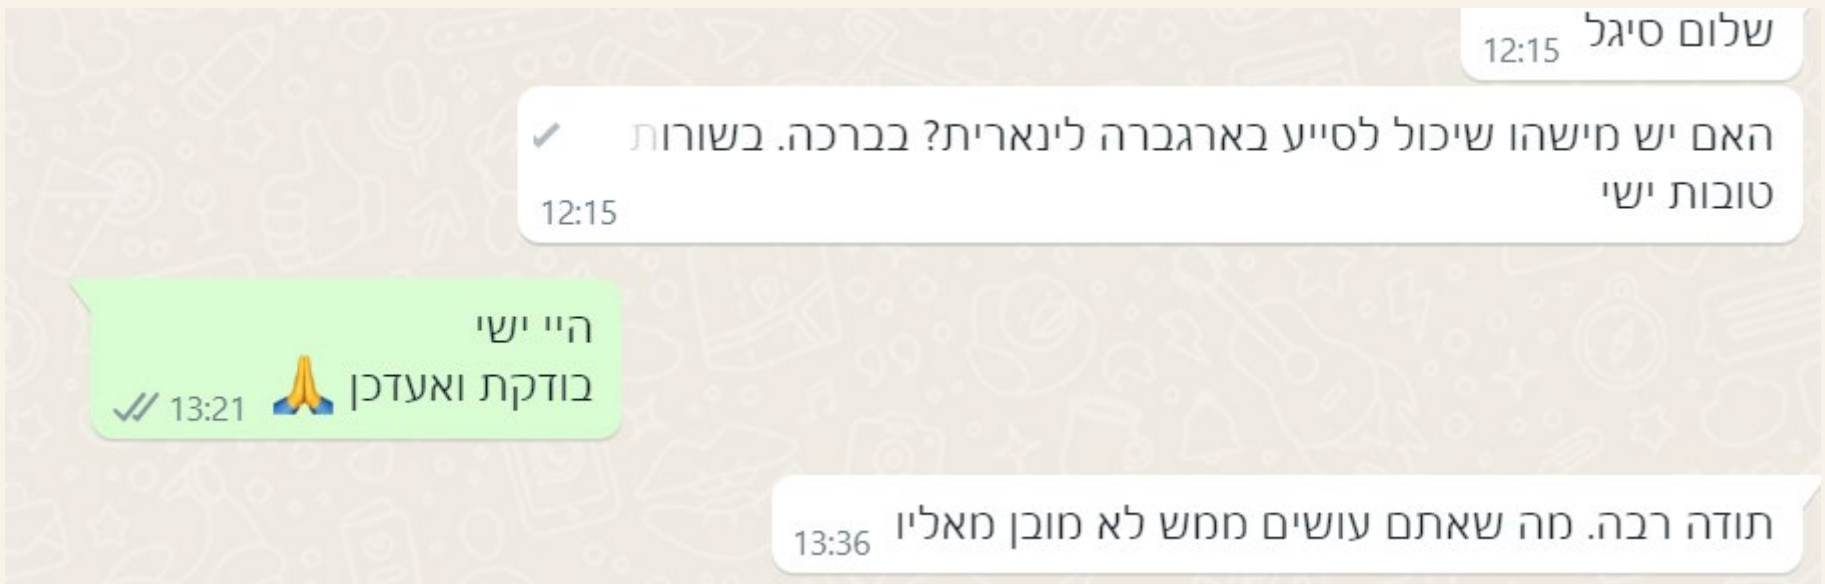 שלום סיגל
12:15
האם יש מישהו שיכול לסייע בארגברה לינארית? בברכה. בשורות
טובות ישי
12:15
היי ישי
בודקת ואעדכן 🙏
13:21
תודה רבה. מה שאתם עושים ממש לא מובן מאליו
13:36